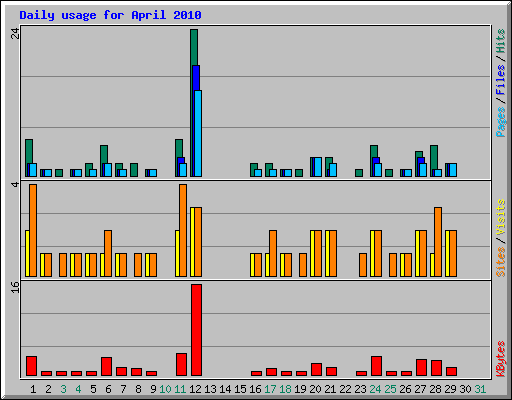 Daily usage for April 2010
24
Pages / Files / Hits
4
Sites / Visits
16
KBytes
1 2 3 4 5 6 7 8 9 10 11 12 13 14 15 16 17 18 19 20 21 22 23 24 25 26 27 28 29 30 31